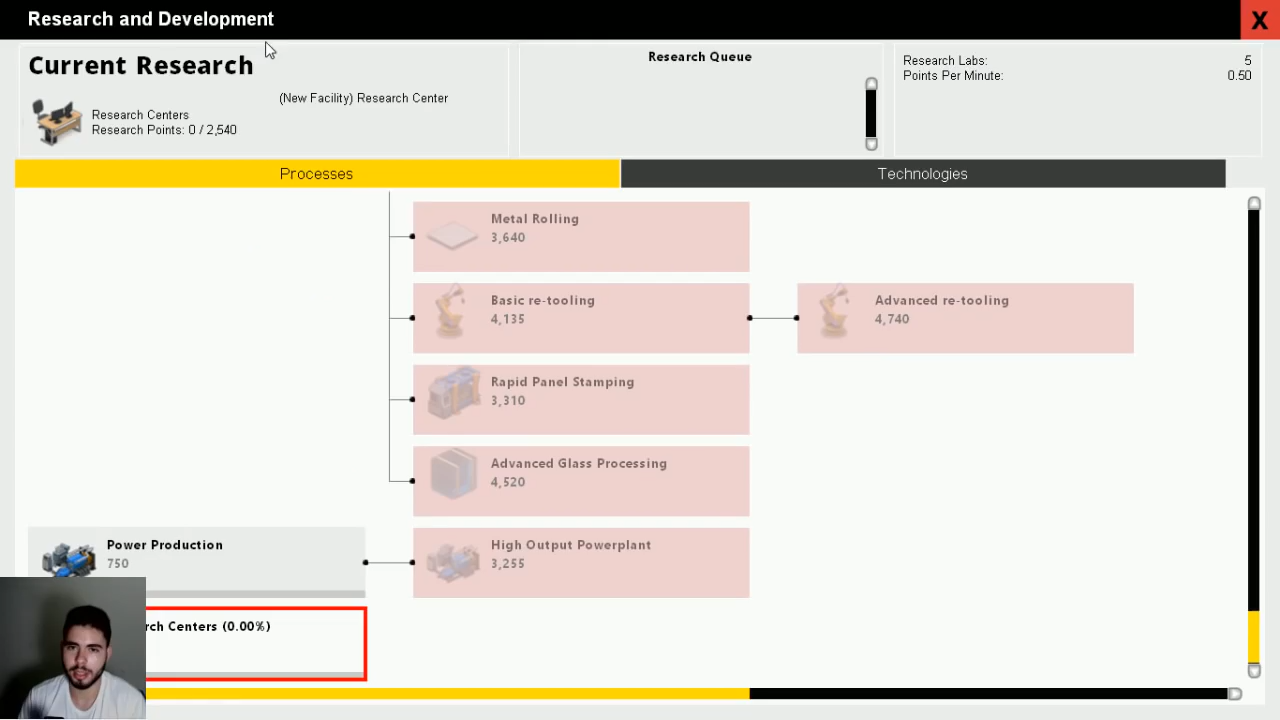 Research and Development
X
Current Research
(New Facility) Research Center
Research Centers
Research Points: 0 / 2,540
Research Queue
Research Labs: 5
Points Per Minute: 0.50
Processes
Technologies
Metal Rolling
3,640
Basic re-tooling
4,135
Advanced re-tooling
4,740
Rapid Panel Stamping
3,310
Advanced Glass Processing
4,520
Power Production
750
High Output Powerplant
3,255
rch Centers (0.00%)